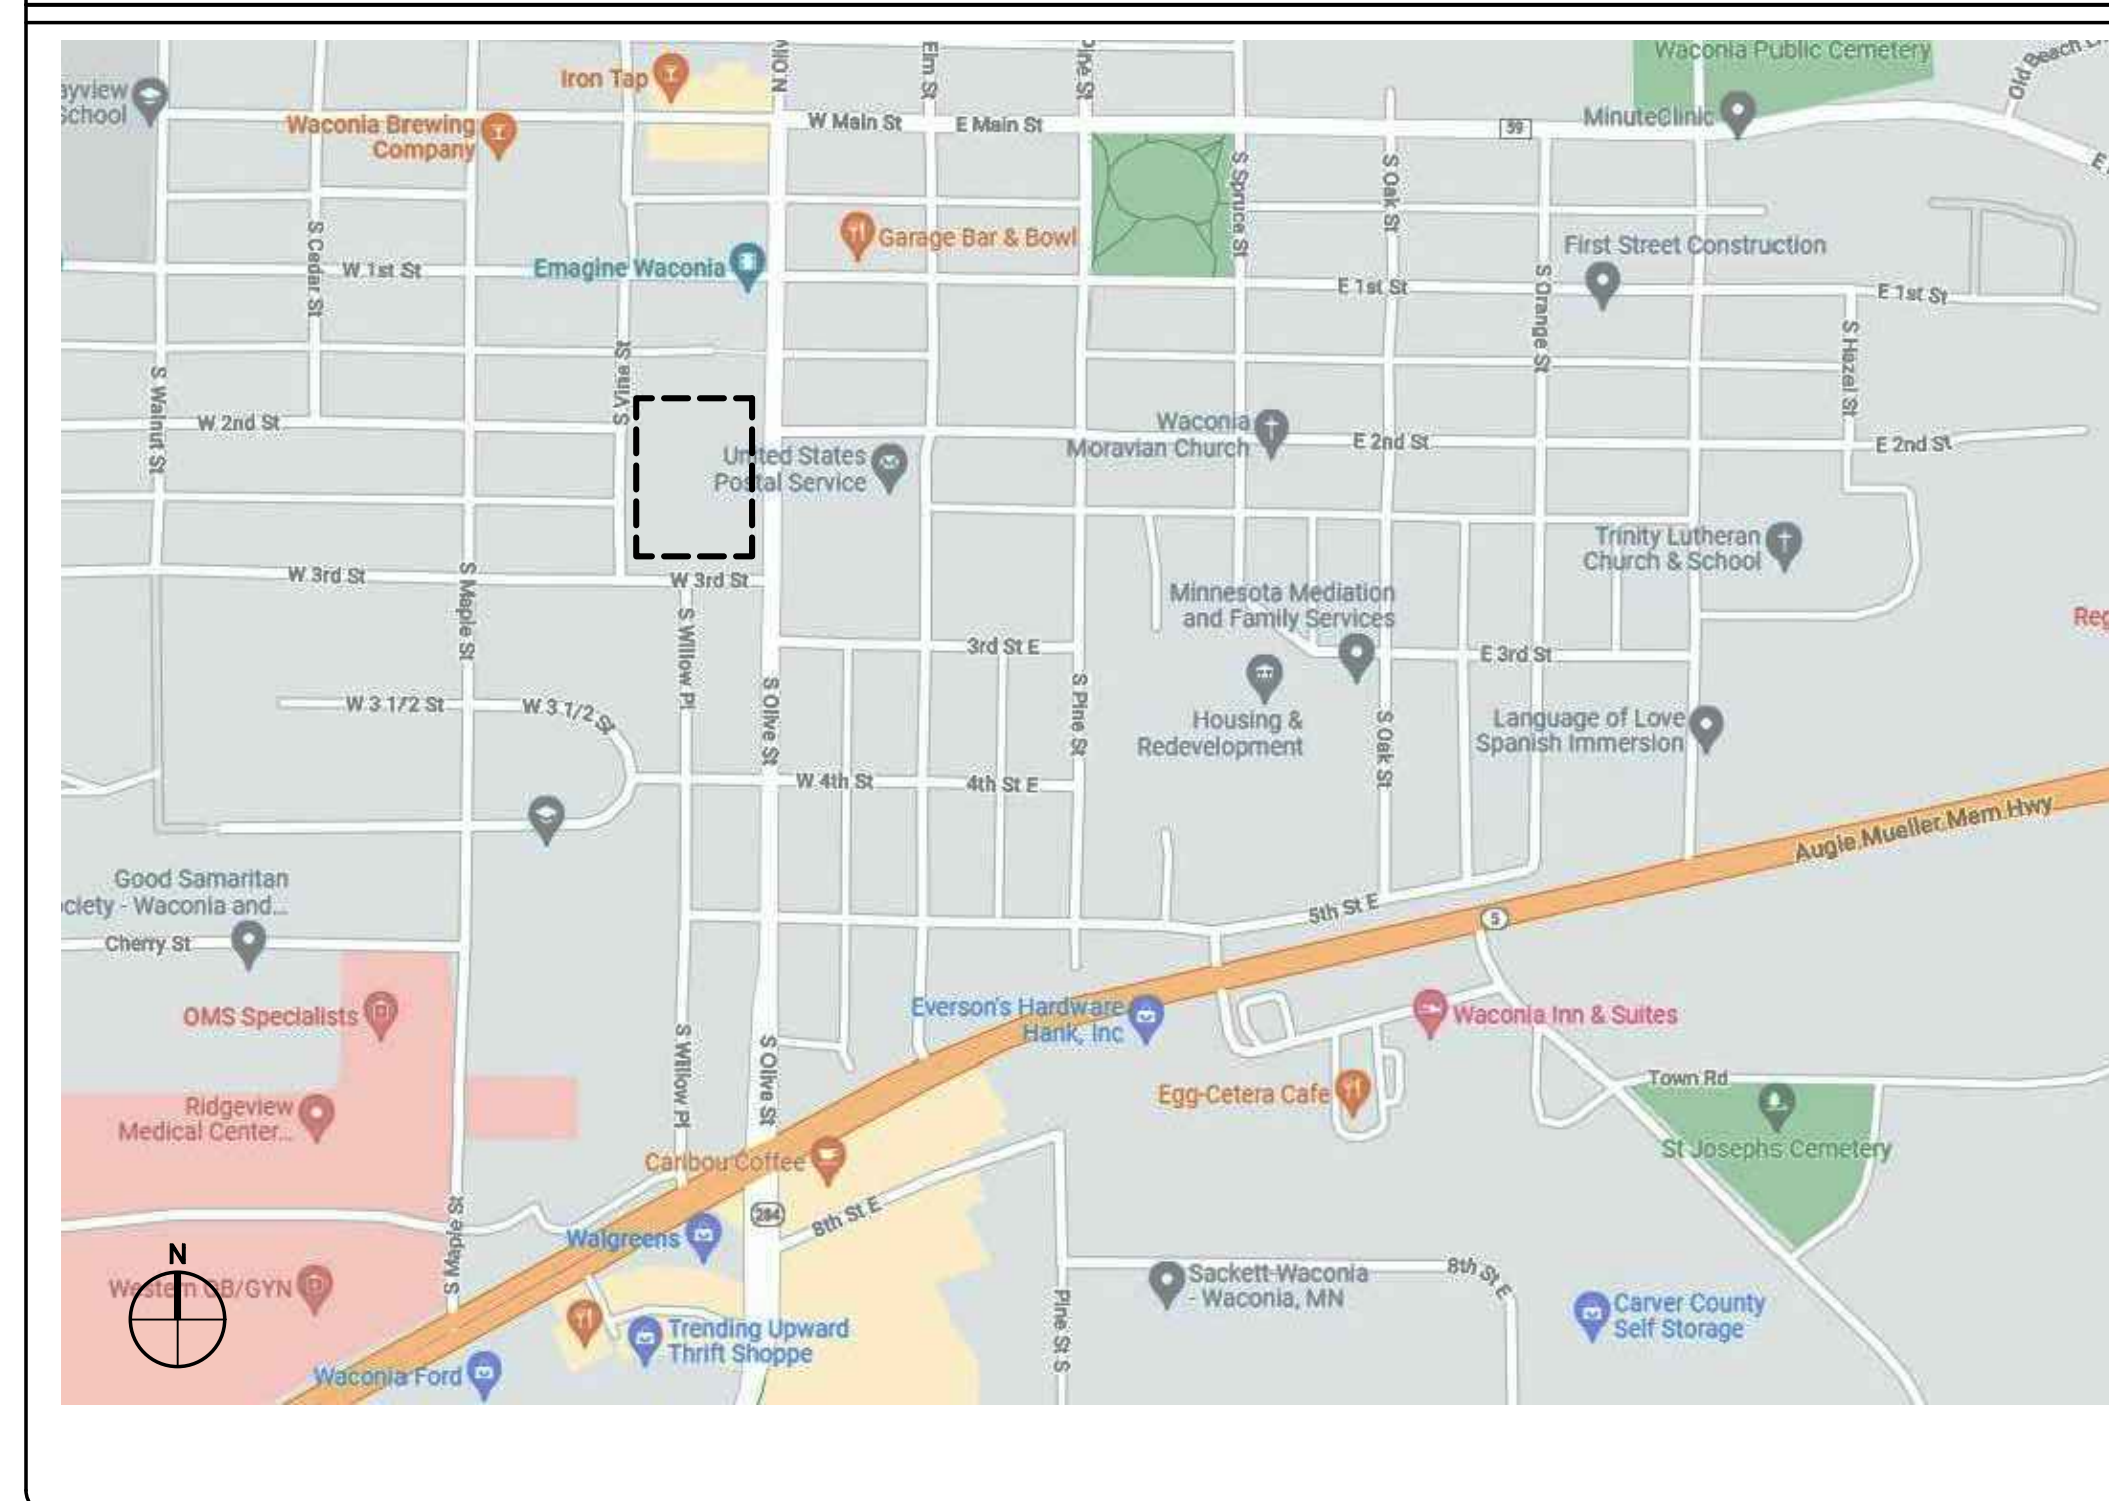 Waconia Public Cemetery
Old Beach
Iron Tap
Elm St
Pine St
ayview
School
Waconia Brewing
Company
W Main St
E Main St
59
MinuteClinic
E
S Cedar St
S Spruce St
S Oak St
Garage Bar & Bowl
First Street Construction
W 1st St
Emagine Waconia
E 1st St
S Orange St
E 1st St
S Vine St
S Walnut St
S Hazel St
W 2nd St
Waconia
Moravian Church
E 2nd St
E 2nd St
United States
Postal Service
Trinity Lutheran
Church & School
W 3rd St
W 3rd St
S Maple St
Minnesota Mediation
and Family Services
Reg
S Willow Pl
3rd St E
E 3rd St
W 3 1/2 St
W 3 1/2 St
S Olive St
S Pine St
Housing &
Redevelopment
S Oak St
Language of Love
Spanish Immersion
W 4th St
4th St E
Augie Mueller Mem Hwy
Good Samaritan
ociety - Waconia and...
5th St E
5
Cherry St
OMS Specialists
Everson's Hardware
Hank, Inc
Waconia Inn & Suites
S Willow Pl
S Olive St
Egg-Cetera Cafe
Town Rd
Ridgeview
Medical Center...
St Josephs Cemetery
Caribou Coffee
284
8th St E
S Maple St
Walgreens
N
Western OB/GYN
Sackett-Waconia
- Waconia, MN
8th St E
Pine St S
Carver County
Self Storage
Trending Upward
Thrift Shoppe
Waconia Ford